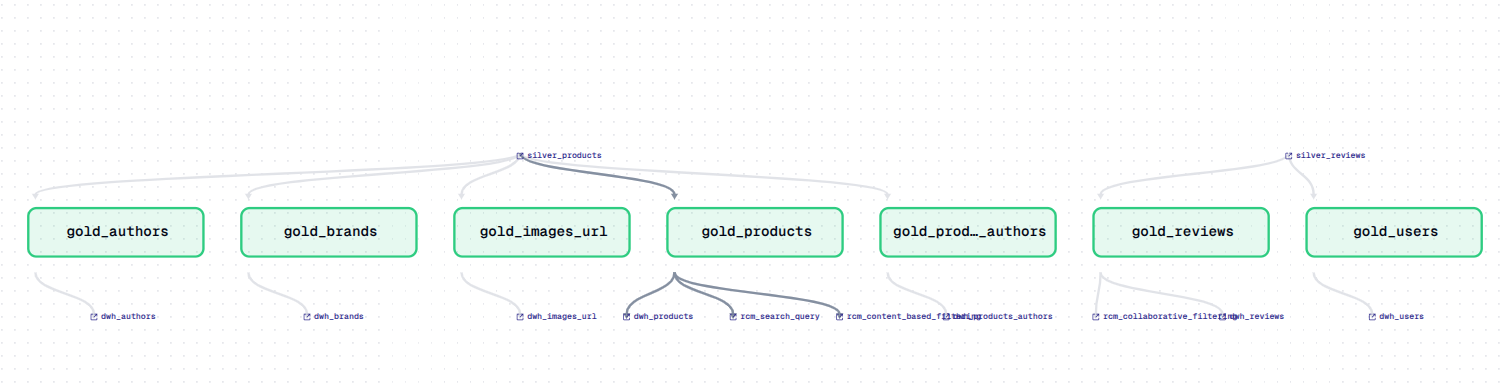 silver_products
silver_reviews
gold_authors
gold_brands
gold_images_url
gold_products
gold_prod…_authors
gold_reviews
gold_users
dwh_authors
dwh_brands
dwh_images_url
dwh_products
rcm_search_query
rcm_content_based_filtering
dwh_products_authors
rcm_collaborative_filtering
dwh_reviews
dwh_users